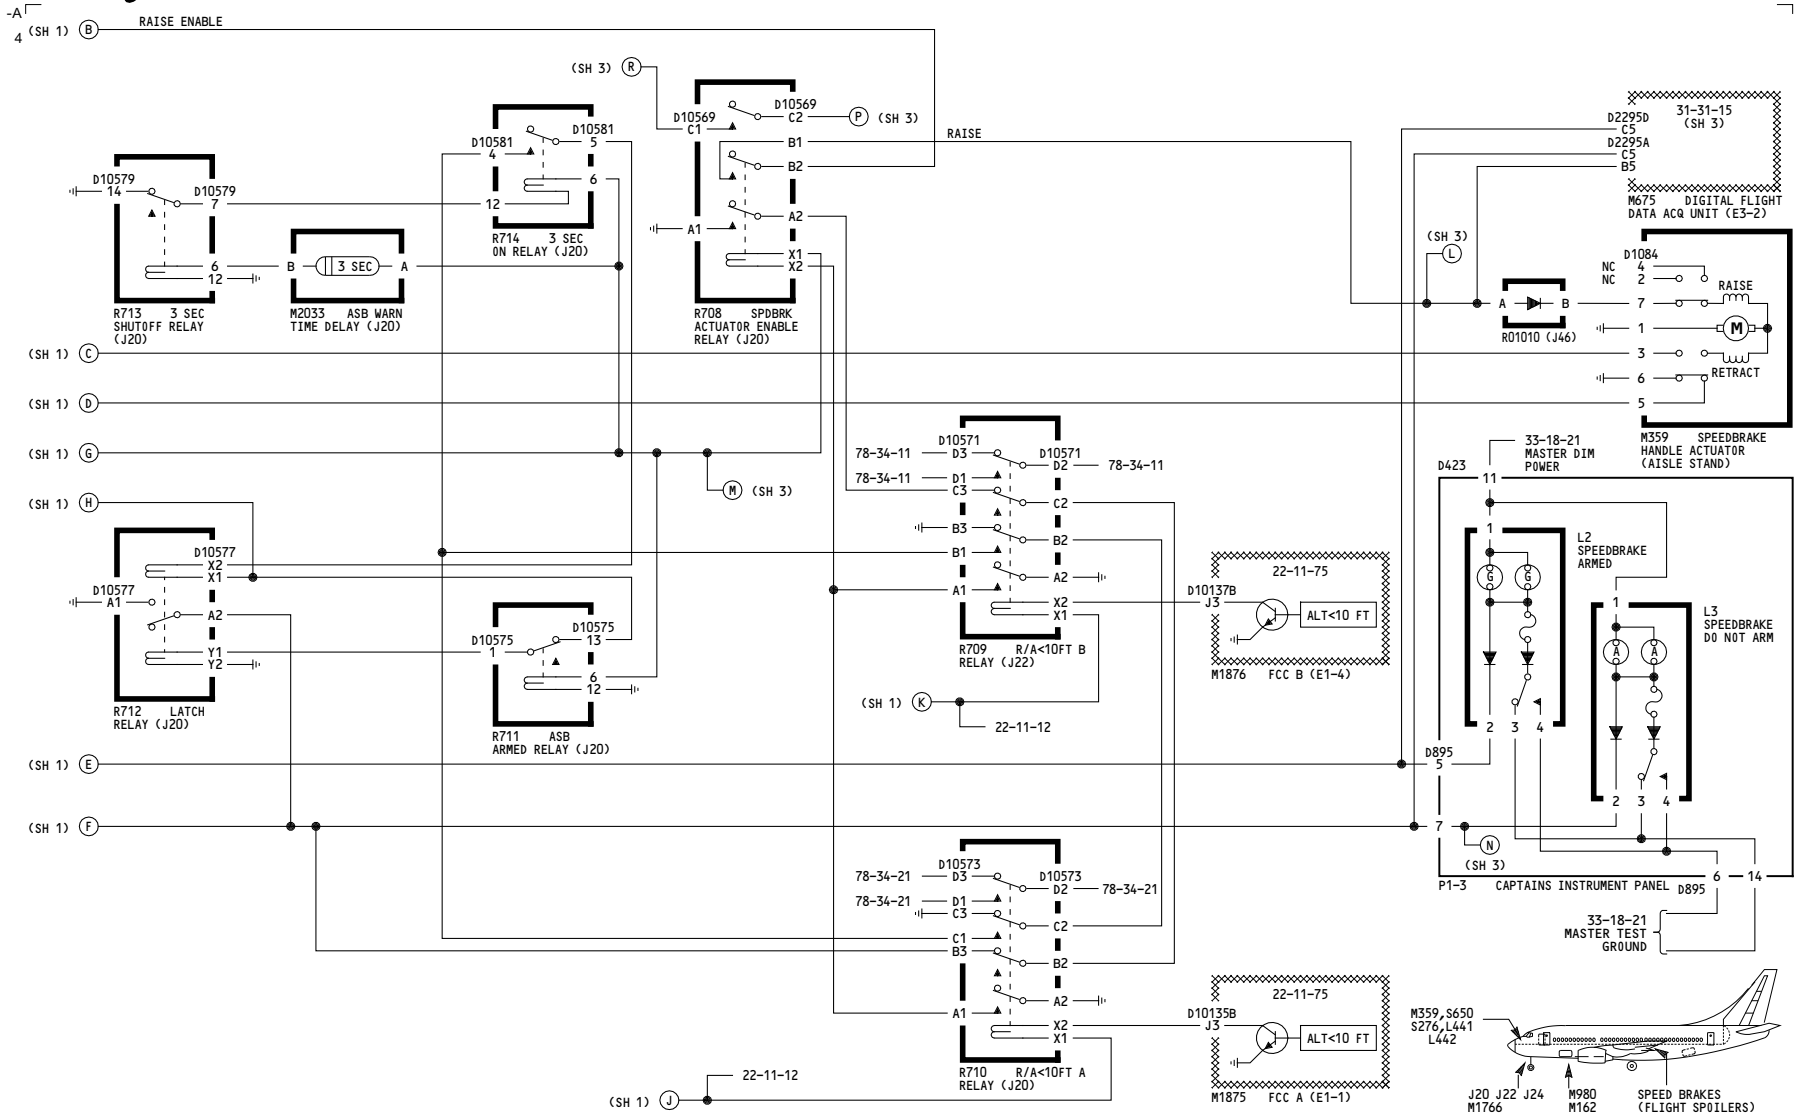 -A
4 (SH 1) B RAISE ENABLE
(SH 3) R
D10569
C1
D10569
C2 P (SH 3)
B1 RAISE
B2
A2
A1
X1
X2
R708 SPDBRK
ACTUATOR ENABLE
RELAY (J20)
D10581
4
D10581
5
6
12
R714 3 SEC
ON RELAY (J20)
D10579
14
D10579
7
6
12
R713 3 SEC
SHUTOFF RELAY
(J20)
B 3 SEC A
M2033 ASB WARN
TIME DELAY (J20)
31-31-15
(SH 3)
D2295D
C5
D2295A
C5
B5
M675 DIGITAL FLIGHT
DATA ACQ UNIT (E3-2)
(SH 3)
L
A B
R01010 (J46)
D1084
NC 4
NC 2
RAISE
7
1 M
3
RETRACT
6
5
M359 SPEEDBRAKE
HANDLE ACTUATOR
(AISLE STAND)
(SH 1) C
(SH 1) D
(SH 1) G
M (SH 3)
(SH 1) H
D10577
X2
X1
D10577
A1
A2
Y1
Y2
R712 LATCH
RELAY (J20)
D10575
1
D10575
13
6
12
R711 ASB
ARMED RELAY (J20)
D10571
78-34-11 D3
D10571
D2 78-34-11
78-34-11 D1
C3
C2
B3
B2
B1
A2
A1
X2
X1
R709 R/A<10FT B
RELAY (J22)
22-11-75
D10137B
J3
ALT<10 FT
M1876 FCC B (E1-4)
(SH 1) K
22-11-12
33-18-21
MASTER DIM
POWER
D423
11
1
L2
SPEEDBRAKE
ARMED
G G
2 3 4
1
L3
SPEEDBRAKE
DO NOT ARM
A A
2 3 4
(SH 1) E
D895
5
(SH 1) F
7
N
(SH 3)
P1-3 CAPTAINS INSTRUMENT PANEL
D895 6 14
33-18-21
MASTER TEST
GROUND
D10573
78-34-21 D3
D10573
D2 78-34-21
78-34-21 D1
C3
C2
C1
B3
B2
A2
A1
X2
X1
R710 R/A<10FT A
RELAY (J20)
22-11-75
D10135B
J3
ALT<10 FT
M1875 FCC A (E1-1)
22-11-12
(SH 1) J
M359,S650
S276,L441
L442
J20 J22 J24
M1766
M980
M162
SPEED BRAKES
(FLIGHT SPOILERS)